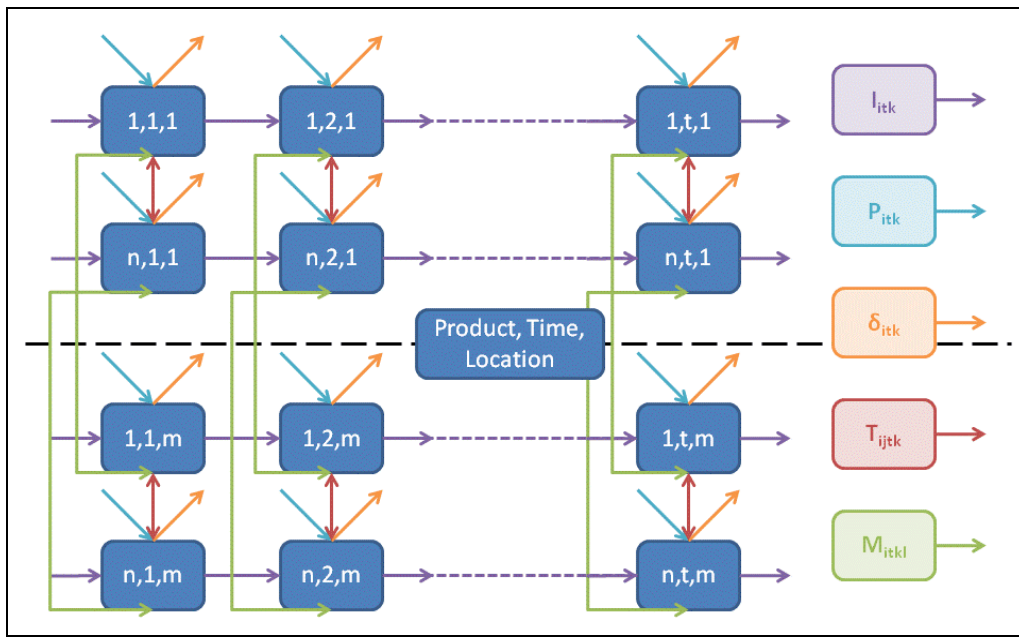 1,1,1
1,2,1
1,t,1
I_itk
n,1,1
n,2,1
n,t,1
P_itk
Product, Time,
Location
δ_itk
1,1,m
1,2,m
1,t,m
T_ijtk
n,1,m
n,2,m
n,t,m
M_itkl